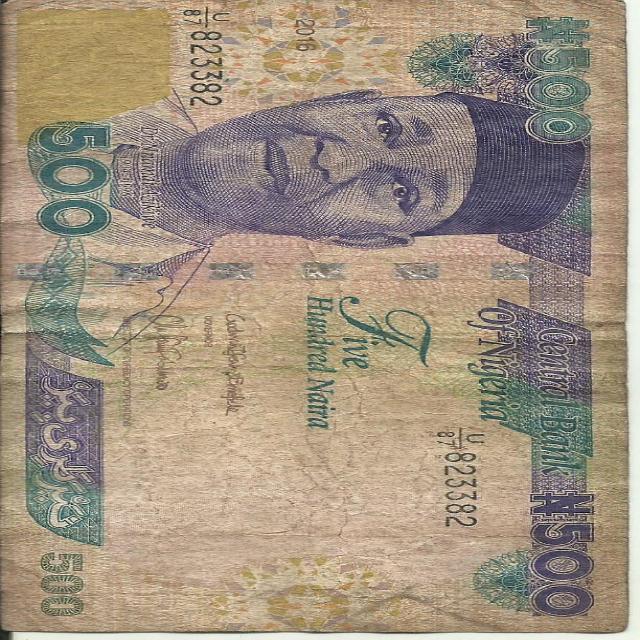 ₦500
₦500
Central Bank
of Nigeria
U/87 823382
Five
Hundred Naira
2016
U/87 823382
500
500